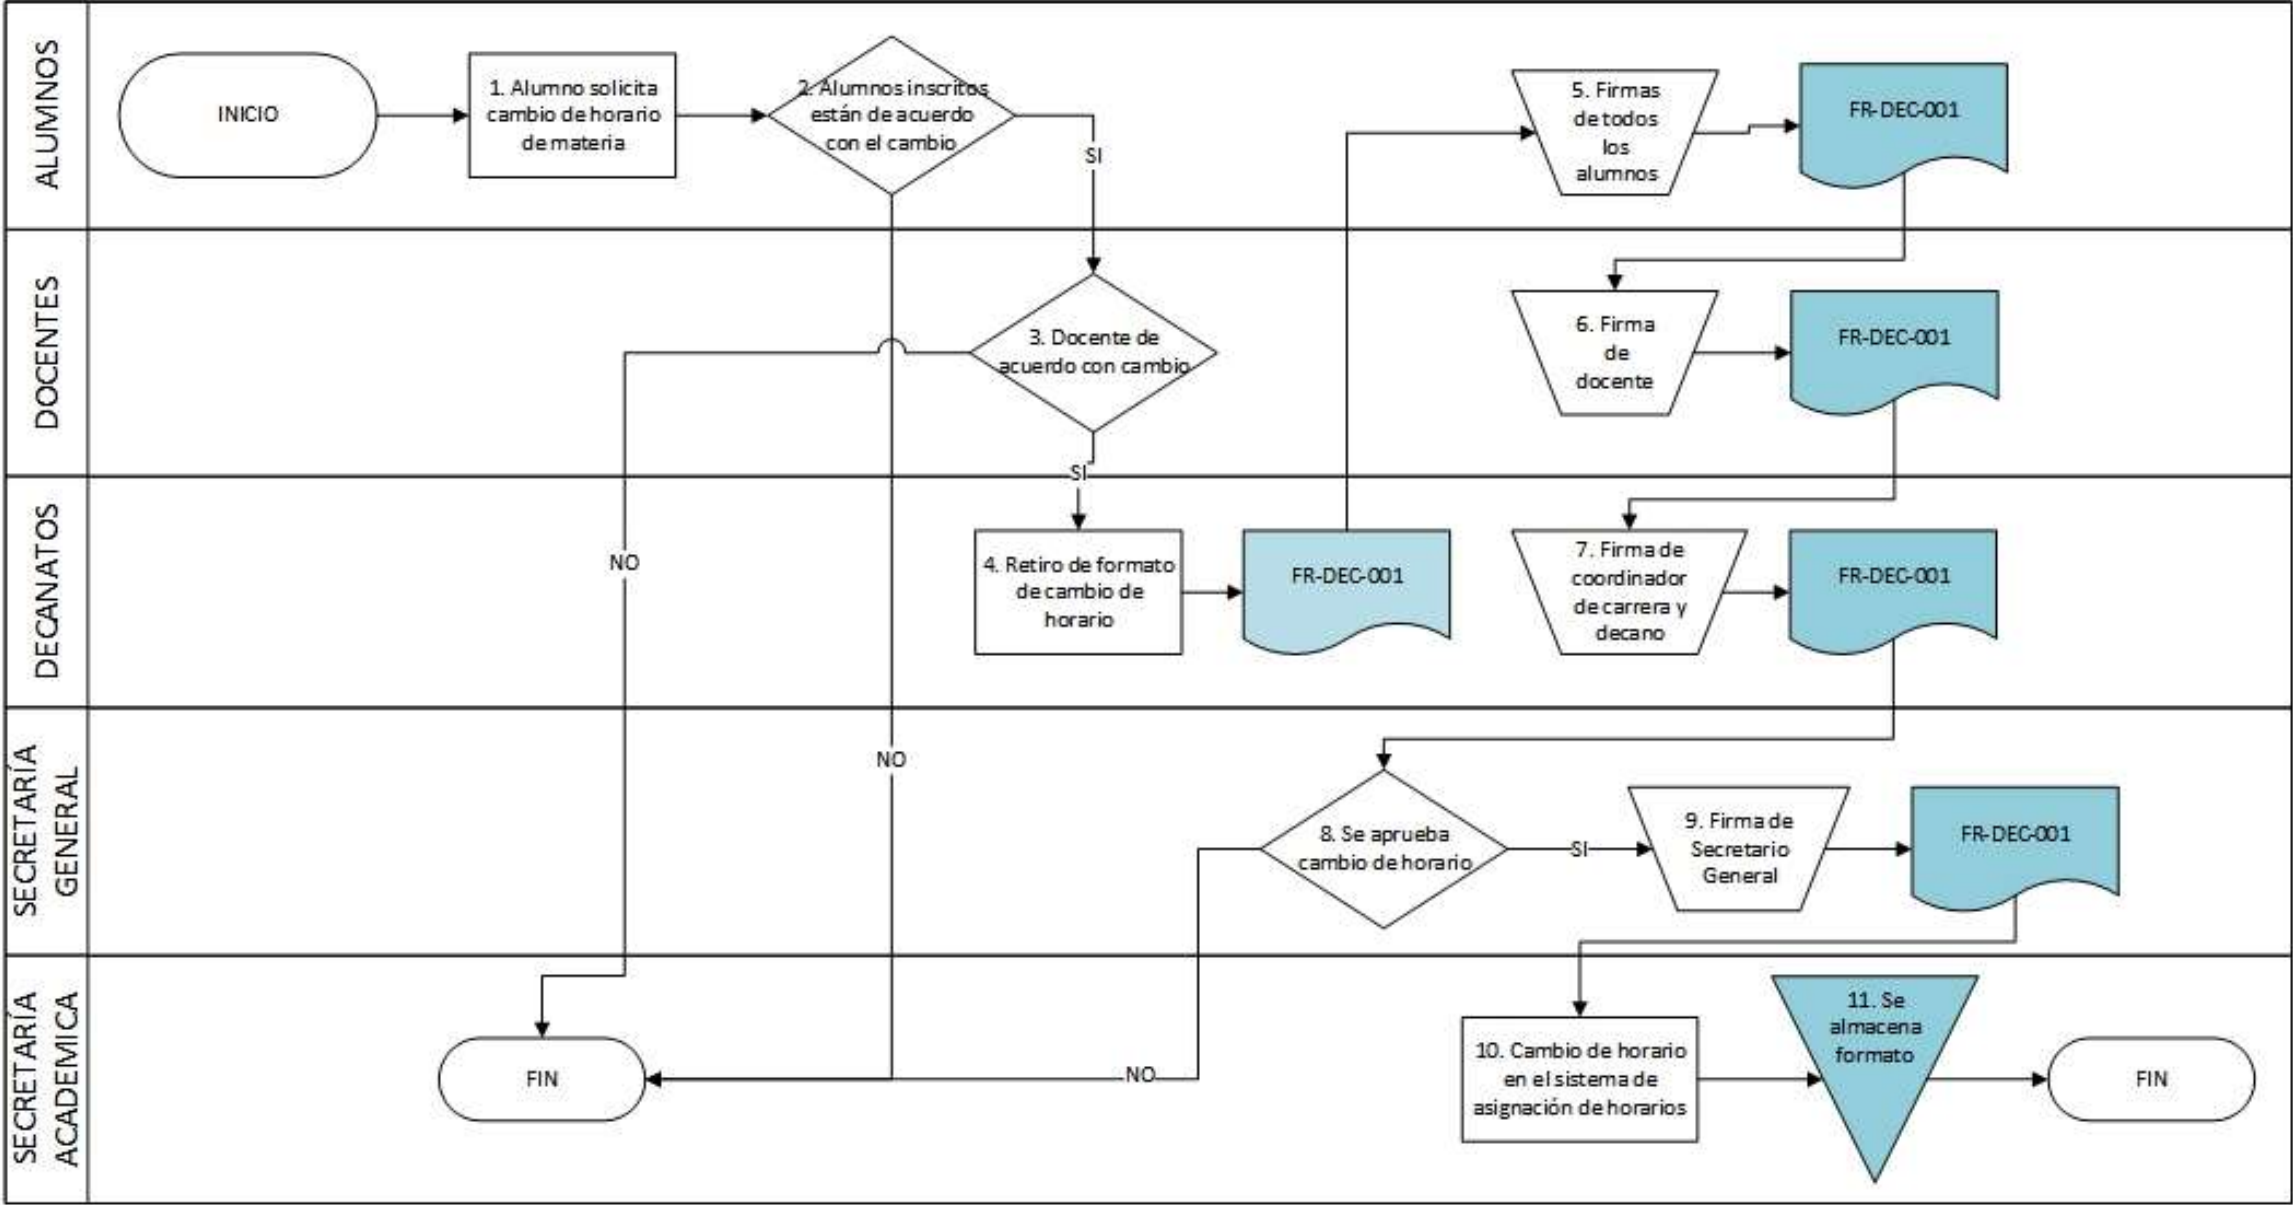 ALUMNOS
INICIO
1. Alumno solicita
cambio de horario
de materia
2. Alumnos inscritos
están de acuerdo
con el cambio
SI
5. Firmas
de todos
los
alumnos
FR-DEC-001
DOCENTES
3. Docente de
acuerdo con cambio
SI
6. Firma
de
docente
FR-DEC-001
DECANATOS
NO
4. Retiro de formato
de cambio de
horario
FR-DEC-001
7. Firma de
coordinador
de carrera y
decano
FR-DEC-001
SECRETARÍA
GENERAL
NO
8. Se aprueba
cambio de horario
SI
9. Firma de
Secretario
General
FR-DEC-001
SECRETARÍA
ACADEMICA
FIN
NO
10. Cambio de horario
en el sistema de
asignación de horarios
11. Se
almacena
formato
FIN